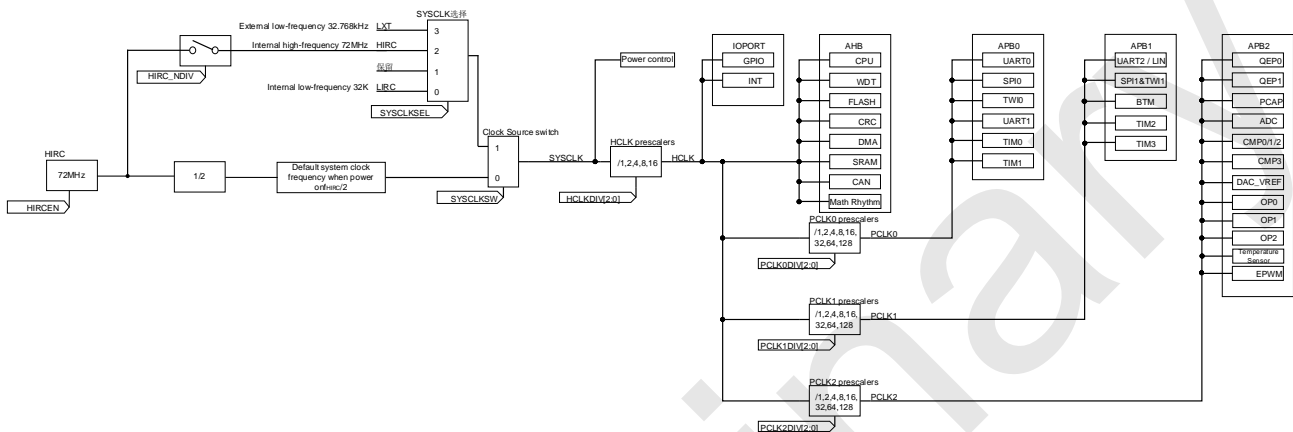 SYSCLK选择
External low-frequency 32.768kHz LXT
3
Internal high-frequency 72MHz HIRC
2
保留
1
Internal low-frequency 32K LIRC
0
HIRC_NDIV
SYSCLKSEL
Clock Source switch
1
0
SYSCLKSW
HIRC
72MHz
HIRCEN
1/2
Default system clock
frequency when power
onfHIRC/2
SYSCLK
Power control
HCLK prescalers
/1,2,4,8,16
HCLK
HCLKDIV[2:0]
IOPORT
GPIO
INT
AHB
CPU
WDT
FLASH
CRC
DMA
SRAM
CAN
Math Rhythm
PCLK0 prescalers
/1,2,4,8,16,
32,64,128
PCLK0
PCLK0DIV[2:0]
PCLK1 prescalers
/1,2,4,8,16,
32,64,128
PCLK1
PCLK1DIV[2:0]
PCLK2 prescalers
/1,2,4,8,16,
32,64,128
PCLK2
PCLK2DIV[2:0]
APB0
UART0
SPI0
TWI0
UART1
TIM0
TIM1
APB1
UART2 / LIN
SPI1&TWI1
BTM
TIM2
TIM3
APB2
QEP0
QEP1
PCAP
ADC
CMP0/1/2
CMP3
DAC_VREF
OP0
OP1
OP2
Temperature
Sensor
EPWM
inary